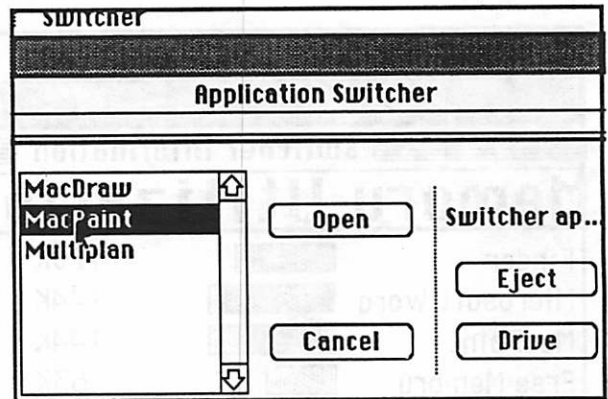 Switcher
Application Switcher
MacDraw
MacPaint
Multiplan
Open
Cancel
Switcher ap...
Eject
Drive